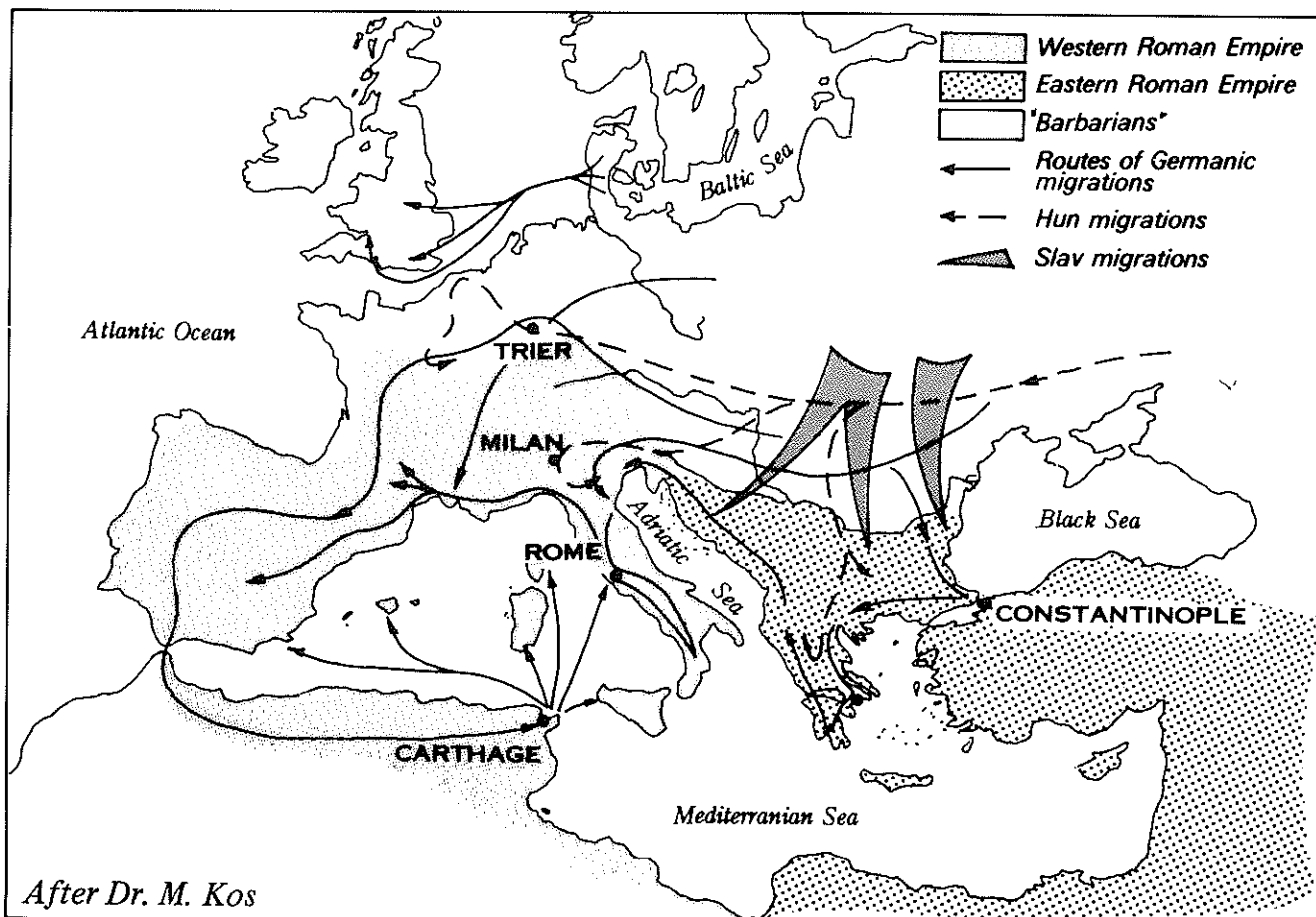 Western Roman Empire
Eastern Roman Empire
"Barbarians"
Routes of Germanic
migrations
Hun migrations
Slav migrations
Baltic Sea
Atlantic Ocean
TRIER
MILAN
Adriatic
Sea
Black Sea
ROME
CONSTANTINOPLE
CARTHAGE
Mediterranian Sea
After Dr. M. Kos